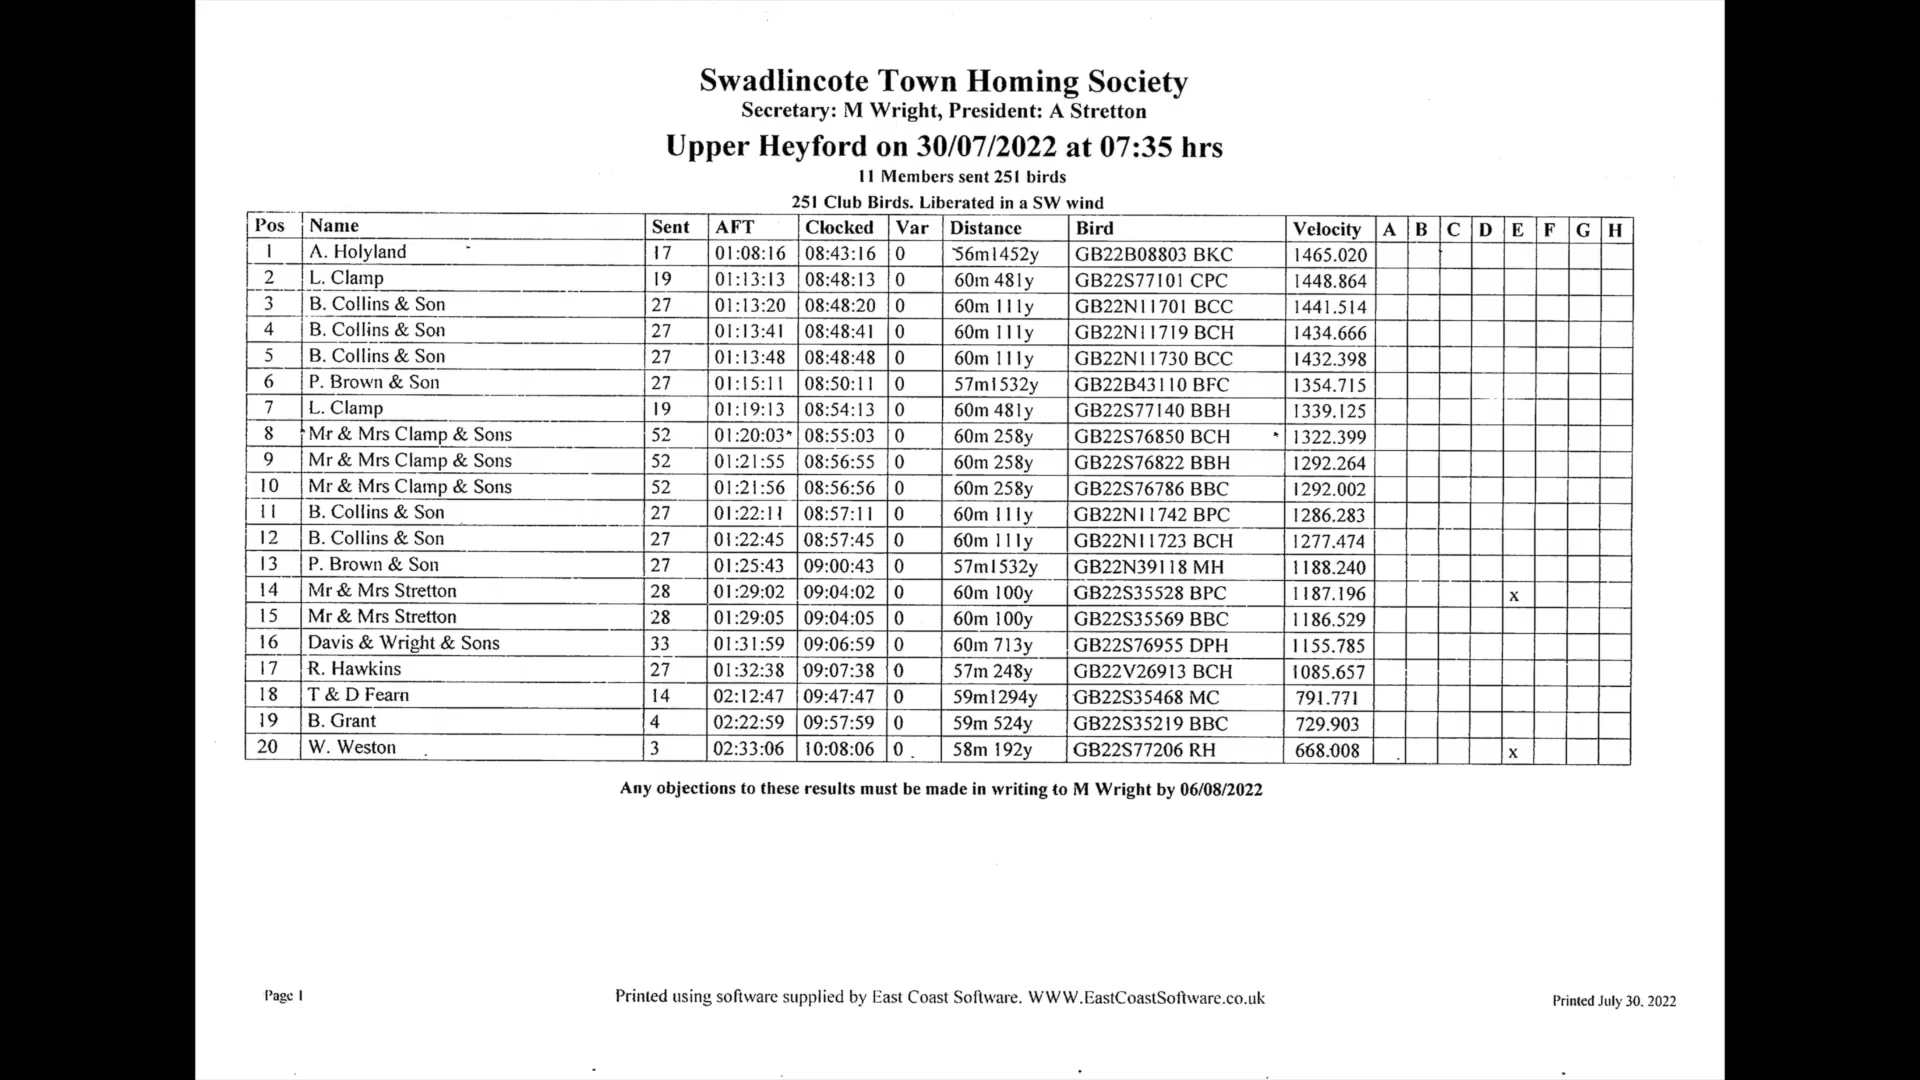 Swadlincote Town Homing Society
Secretary: M Wright, President: A Stretton
Upper Heyford on 30/07/2022 at 07:35 hrs
11 Members sent 251 birds
251 Club Birds. Liberated in a SW wind
Pos Name Sent AFT Clocked Var Distance Bird Velocity A B C D E F G H
1 A. Holyland 17 01:08:16 08:43:16 0 56m1452y GB22B08803 BKC 1465.020
2 L. Clamp 19 01:13:13 08:48:13 0 60m 481y GB22S77101 CPC 1448.864
3 B. Collins & Son 27 01:13:20 08:48:20 0 60m 111y GB22N11701 BCC 1441.514
4 B. Collins & Son 27 01:13:41 08:48:41 0 60m 111y GB22N11719 BCH 1434.666
5 B. Collins & Son 27 01:13:48 08:48:48 0 60m 111y GB22N11730 BCC 1432.398
6 P. Brown & Son 27 01:15:11 08:50:11 0 57m1532y GB22B43110 BFC 1354.715
7 L. Clamp 19 01:19:13 08:54:13 0 60m 481y GB22S77140 BBH 1339.125
8 Mr & Mrs Clamp & Sons 52 01:20:03 08:55:03 0 60m 258y GB22S76850 BCH 1322.399
9 Mr & Mrs Clamp & Sons 52 01:21:55 08:56:55 0 60m 258y GB22S76822 BBH 1292.264
10 Mr & Mrs Clamp & Sons 52 01:21:56 08:56:56 0 60m 258y GB22S76786 BBC 1292.002
11 B. Collins & Son 27 01:22:11 08:57:11 0 60m 111y GB22N11742 BPC 1286.283
12 B. Collins & Son 27 01:22:45 08:57:45 0 60m 111y GB22N11723 BCH 1277.474
13 P. Brown & Son 27 01:25:43 09:00:43 0 57m1532y GB22N39118 MH 1188.240
14 Mr & Mrs Stretton 28 01:29:02 09:04:02 0 60m 100y GB22S35528 BPC 1187.196 x
15 Mr & Mrs Stretton 28 01:29:05 09:04:05 0 60m 100y GB22S35569 BBC 1186.529
16 Davis & Wright & Sons 33 01:31:59 09:06:59 0 60m 713y GB22S76955 DPH 1155.785
17 R. Hawkins 27 01:32:38 09:07:38 0 57m 248y GB22V26913 BCH 1085.657
18 T & D Fearn 14 02:12:47 09:47:47 0 59m1294y GB22S35468 MC 791.771
19 B. Grant 4 02:22:59 09:57:59 0 59m 524y GB22S35219 BBC 729.903
20 W. Weston 3 02:33:06 10:08:06 0 58m 192y GB22S77206 RH 668.008 x
Any objections to these results must be made in writing to M Wright by 06/08/2022
Page 1 Printed using software supplied by East Coast Software. WWW.EastCoastSoftware.co.uk Printed July 30. 2022